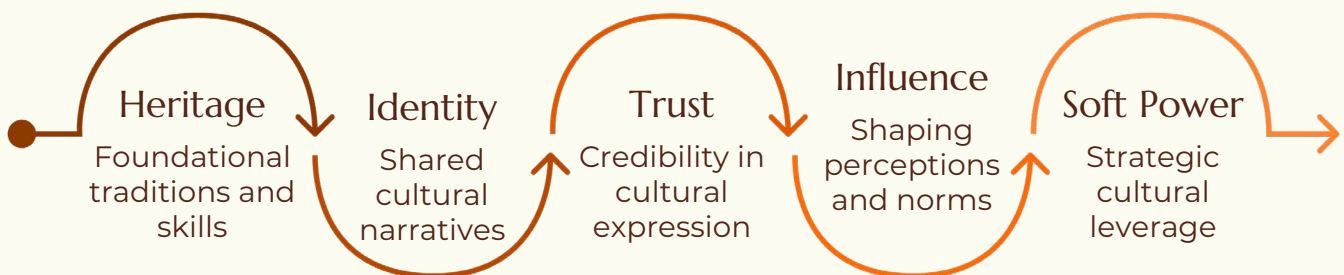 Heritage
Foundational
traditions and
skills
Identity
Shared
cultural
narratives
Trust
Credibility in
cultural
expression
Influence
Shaping
perceptions
and norms
Soft Power
Strategic
cultural
leverage